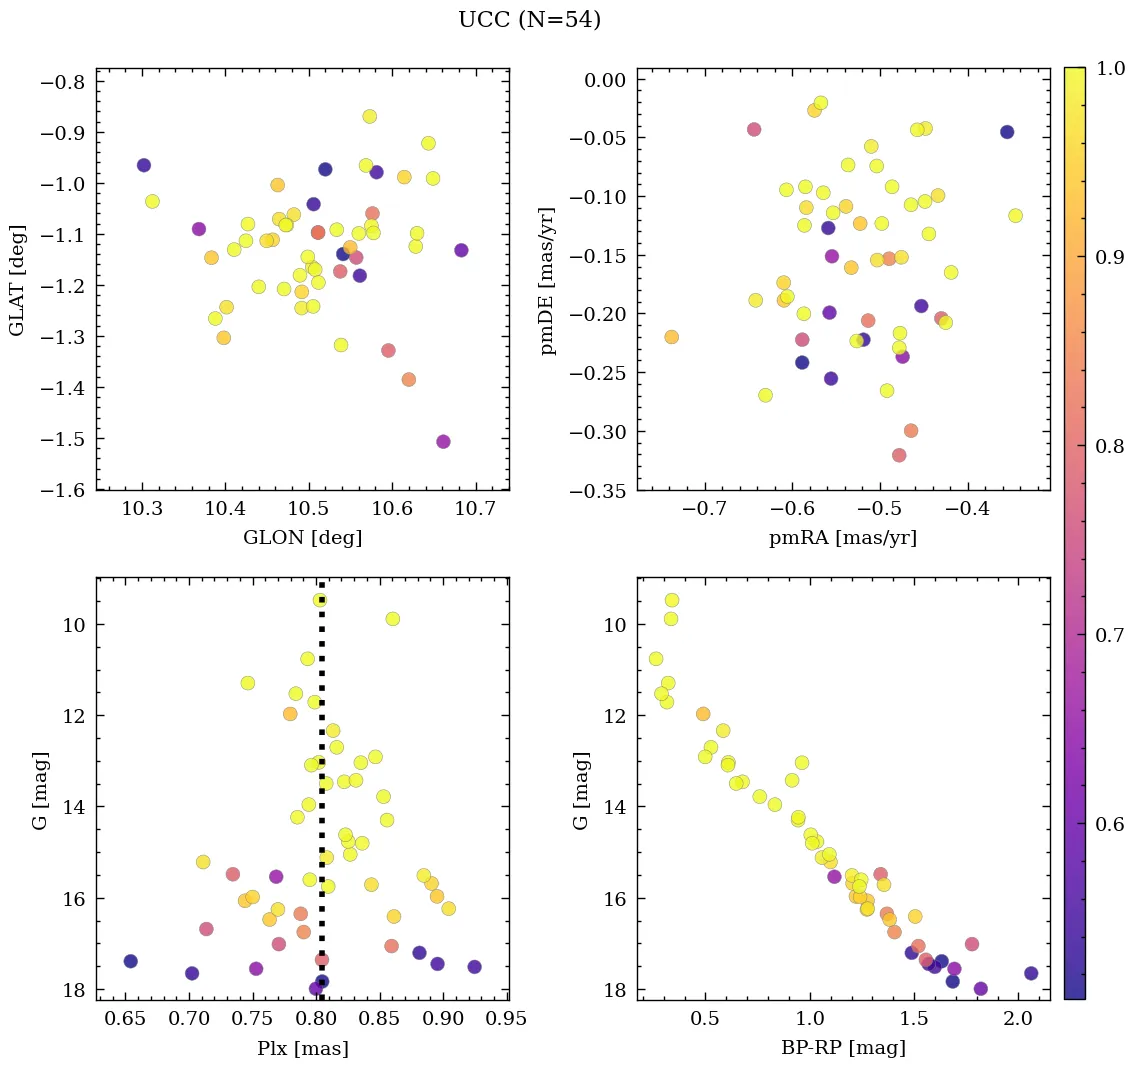 UCC (N=54)
−0.8
−0.9
−1.0
−1.1
−1.2
−1.3
−1.4
−1.5
−1.6
GLAT [deg]
10.3 10.4 10.5 10.6 10.7
GLON [deg]
0.00
−0.05
−0.10
−0.15
−0.20
−0.25
−0.30
−0.35
pmDE [mas/yr]
−0.7 −0.6 −0.5 −0.4
pmRA [mas/yr]
1.0
0.9
0.8
0.7
0.6
10
12
14
16
18
G [mag]
0.65 0.70 0.75 0.80 0.85 0.90 0.95
Plx [mas]
10
12
14
16
18
G [mag]
0.5 1.0 1.5 2.0
BP-RP [mag]